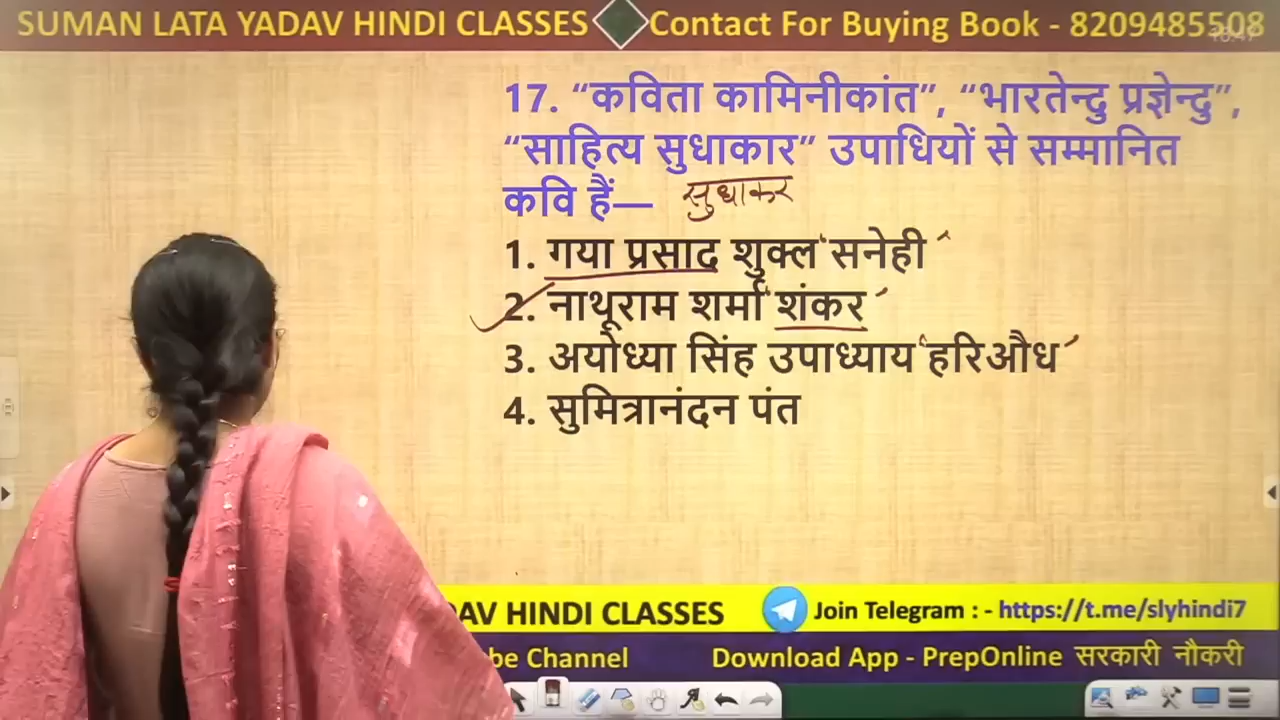 SUMAN LATA YADAV HINDI CLASSES Contact For Buying Book - 8209485508
17. “कविता कामिनीकांत”, “भारतेन्दु प्रज्ञेन्दु”,
“साहित्य सुधाकार” उपाधियों से सम्मानित
कवि हैं— सुधाकर
1. गया प्रसाद शुक्ल ‘सनेही’
2. नाथूराम शर्मा ‘शंकर’
3. अयोध्या सिंह उपाध्याय ‘हरिऔध’
4. सुमित्रानंदन पंत
DAV HINDI CLASSES Join Telegram : - https://t.me/slyhindi7
be Channel Download App - PrepOnline सरकारी नौकरी